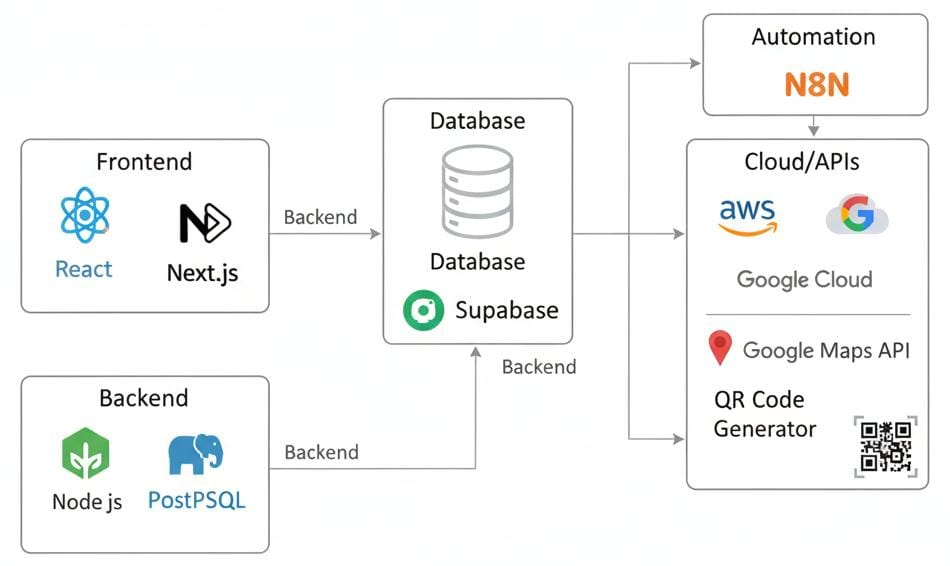 Frontend
React
Next.js
Backend
Node js
PostPSQL
Backend
Backend
Backend
Database
Database
Supabase
Automation
N8N
Cloud/APIs
aws
Google Cloud
Google Maps API
QR Code
Generator